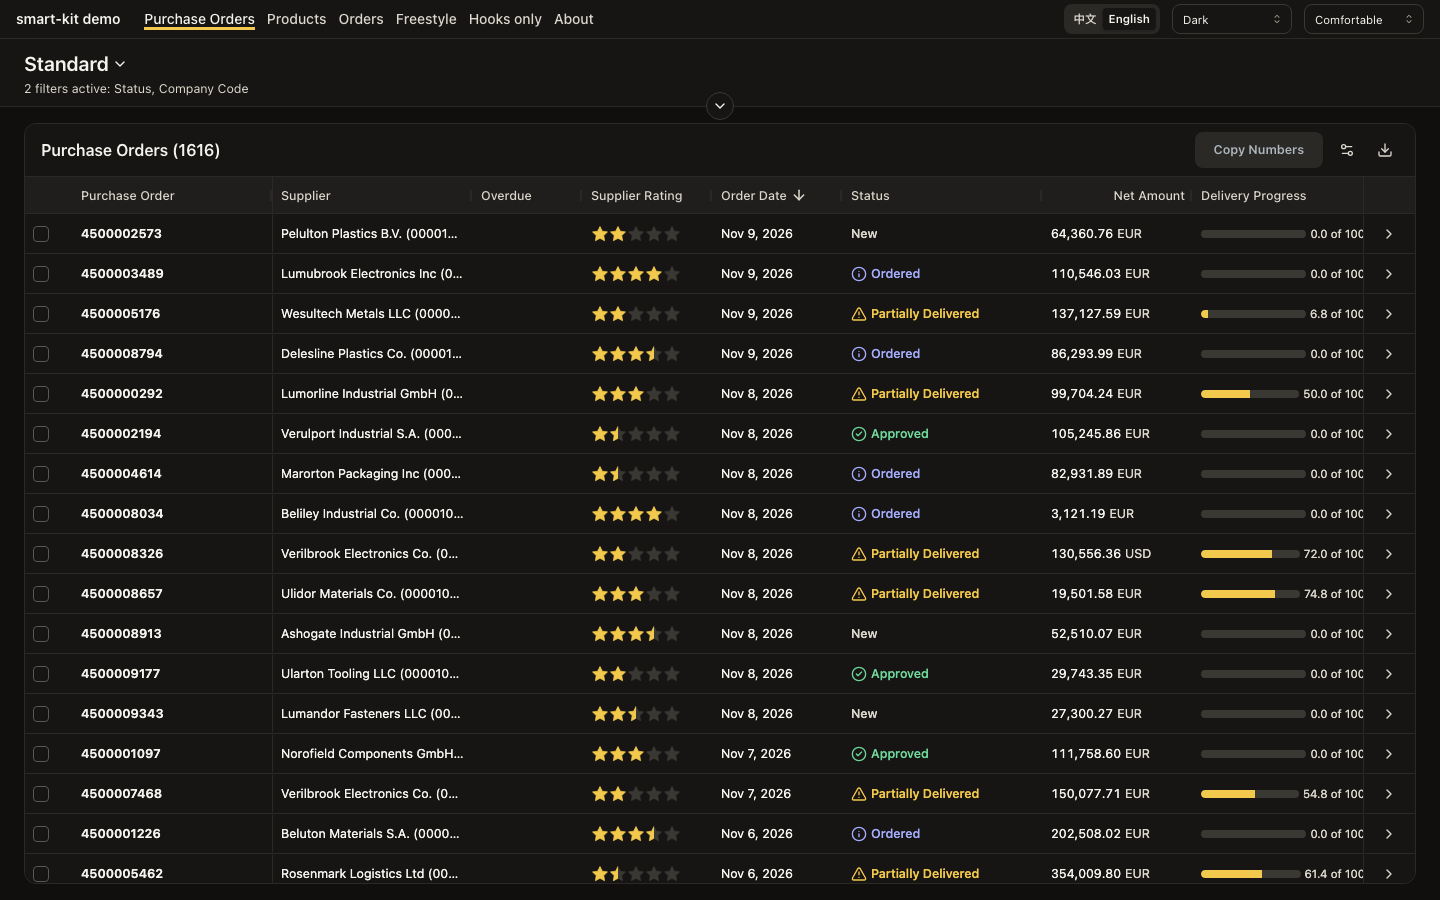 smart-kit demo Purchase Orders Products Orders Freestyle Hooks only About 中文 English Dark Comfortable
Standard
2 filters active: Status, Company Code
Purchase Orders (1616) Copy Numbers
Purchase Order Supplier Overdue Supplier Rating Order Date Status Net Amount Delivery Progress
4500002573 Pelulton Plastics B.V. (00001... Nov 9, 2026 New 64,360.76 EUR 0.0 of 100
4500003489 Lumubrook Electronics Inc (0... Nov 9, 2026 Ordered 110,546.03 EUR 0.0 of 100
4500005176 Wesultech Metals LLC (0000... Nov 9, 2026 Partially Delivered 137,127.59 EUR 6.8 of 100
4500008794 Delesline Plastics Co. (00001... Nov 9, 2026 Ordered 86,293.99 EUR 0.0 of 100
4500000292 Lumorline Industrial GmbH (0... Nov 8, 2026 Partially Delivered 99,704.24 EUR 50.0 of 100
4500002194 Verulport Industrial S.A. (000... Nov 8, 2026 Approved 105,245.86 EUR 0.0 of 100
4500004614 Marorton Packaging Inc (000... Nov 8, 2026 Ordered 82,931.89 EUR 0.0 of 100
4500008034 Beliley Industrial Co. (000010... Nov 8, 2026 Ordered 3,121.19 EUR 0.0 of 100
4500008326 Verilbrook Electronics Co. (0... Nov 8, 2026 Partially Delivered 130,556.36 USD 72.0 of 100
4500008657 Ulidor Materials Co. (000010... Nov 8, 2026 Partially Delivered 19,501.58 EUR 74.8 of 100
4500008913 Ashogate Industrial GmbH (0... Nov 8, 2026 New 52,510.07 EUR 0.0 of 100
4500009177 Ularton Tooling LLC (000010... Nov 8, 2026 Approved 29,743.35 EUR 0.0 of 100
4500009343 Lumandor Fasteners LLC (00... Nov 8, 2026 New 27,300.27 EUR 0.0 of 100
4500001097 Norofield Components GmbH... Nov 7, 2026 Approved 111,758.60 EUR 0.0 of 100
4500007468 Verilbrook Electronics Co. (0... Nov 7, 2026 Partially Delivered 150,077.71 EUR 54.8 of 100
4500001226 Beluton Materials S.A. (0000... Nov 6, 2026 Ordered 202,508.02 EUR 0.0 of 100
4500005462 Rosenmark Logistics Ltd (00... Nov 6, 2026 Partially Delivered 354,009.80 EUR 61.4 of 100